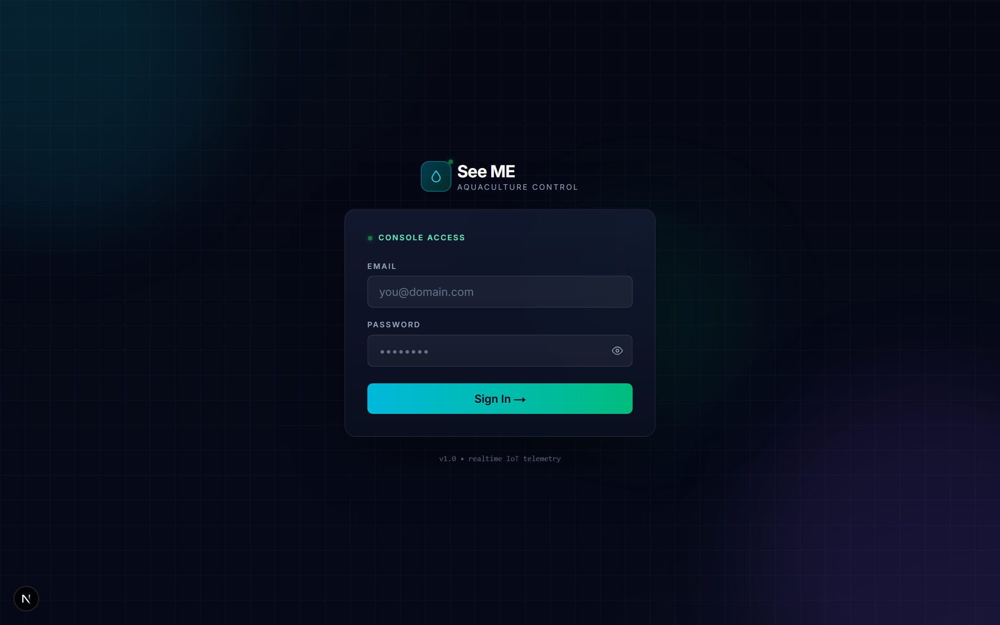 See ME
AQUACULTURE CONTROL
CONSOLE ACCESS
EMAIL
you@domain.com
PASSWORD
••••••••
Sign In →
v1.0 • realtime IoT telemetry
N